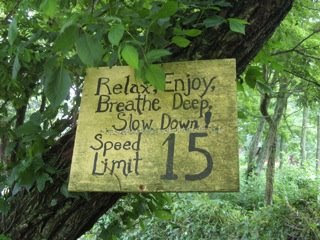 Relax, Enjoy,
Breathe Deep,
Slow Down!
Speed
Limit 15